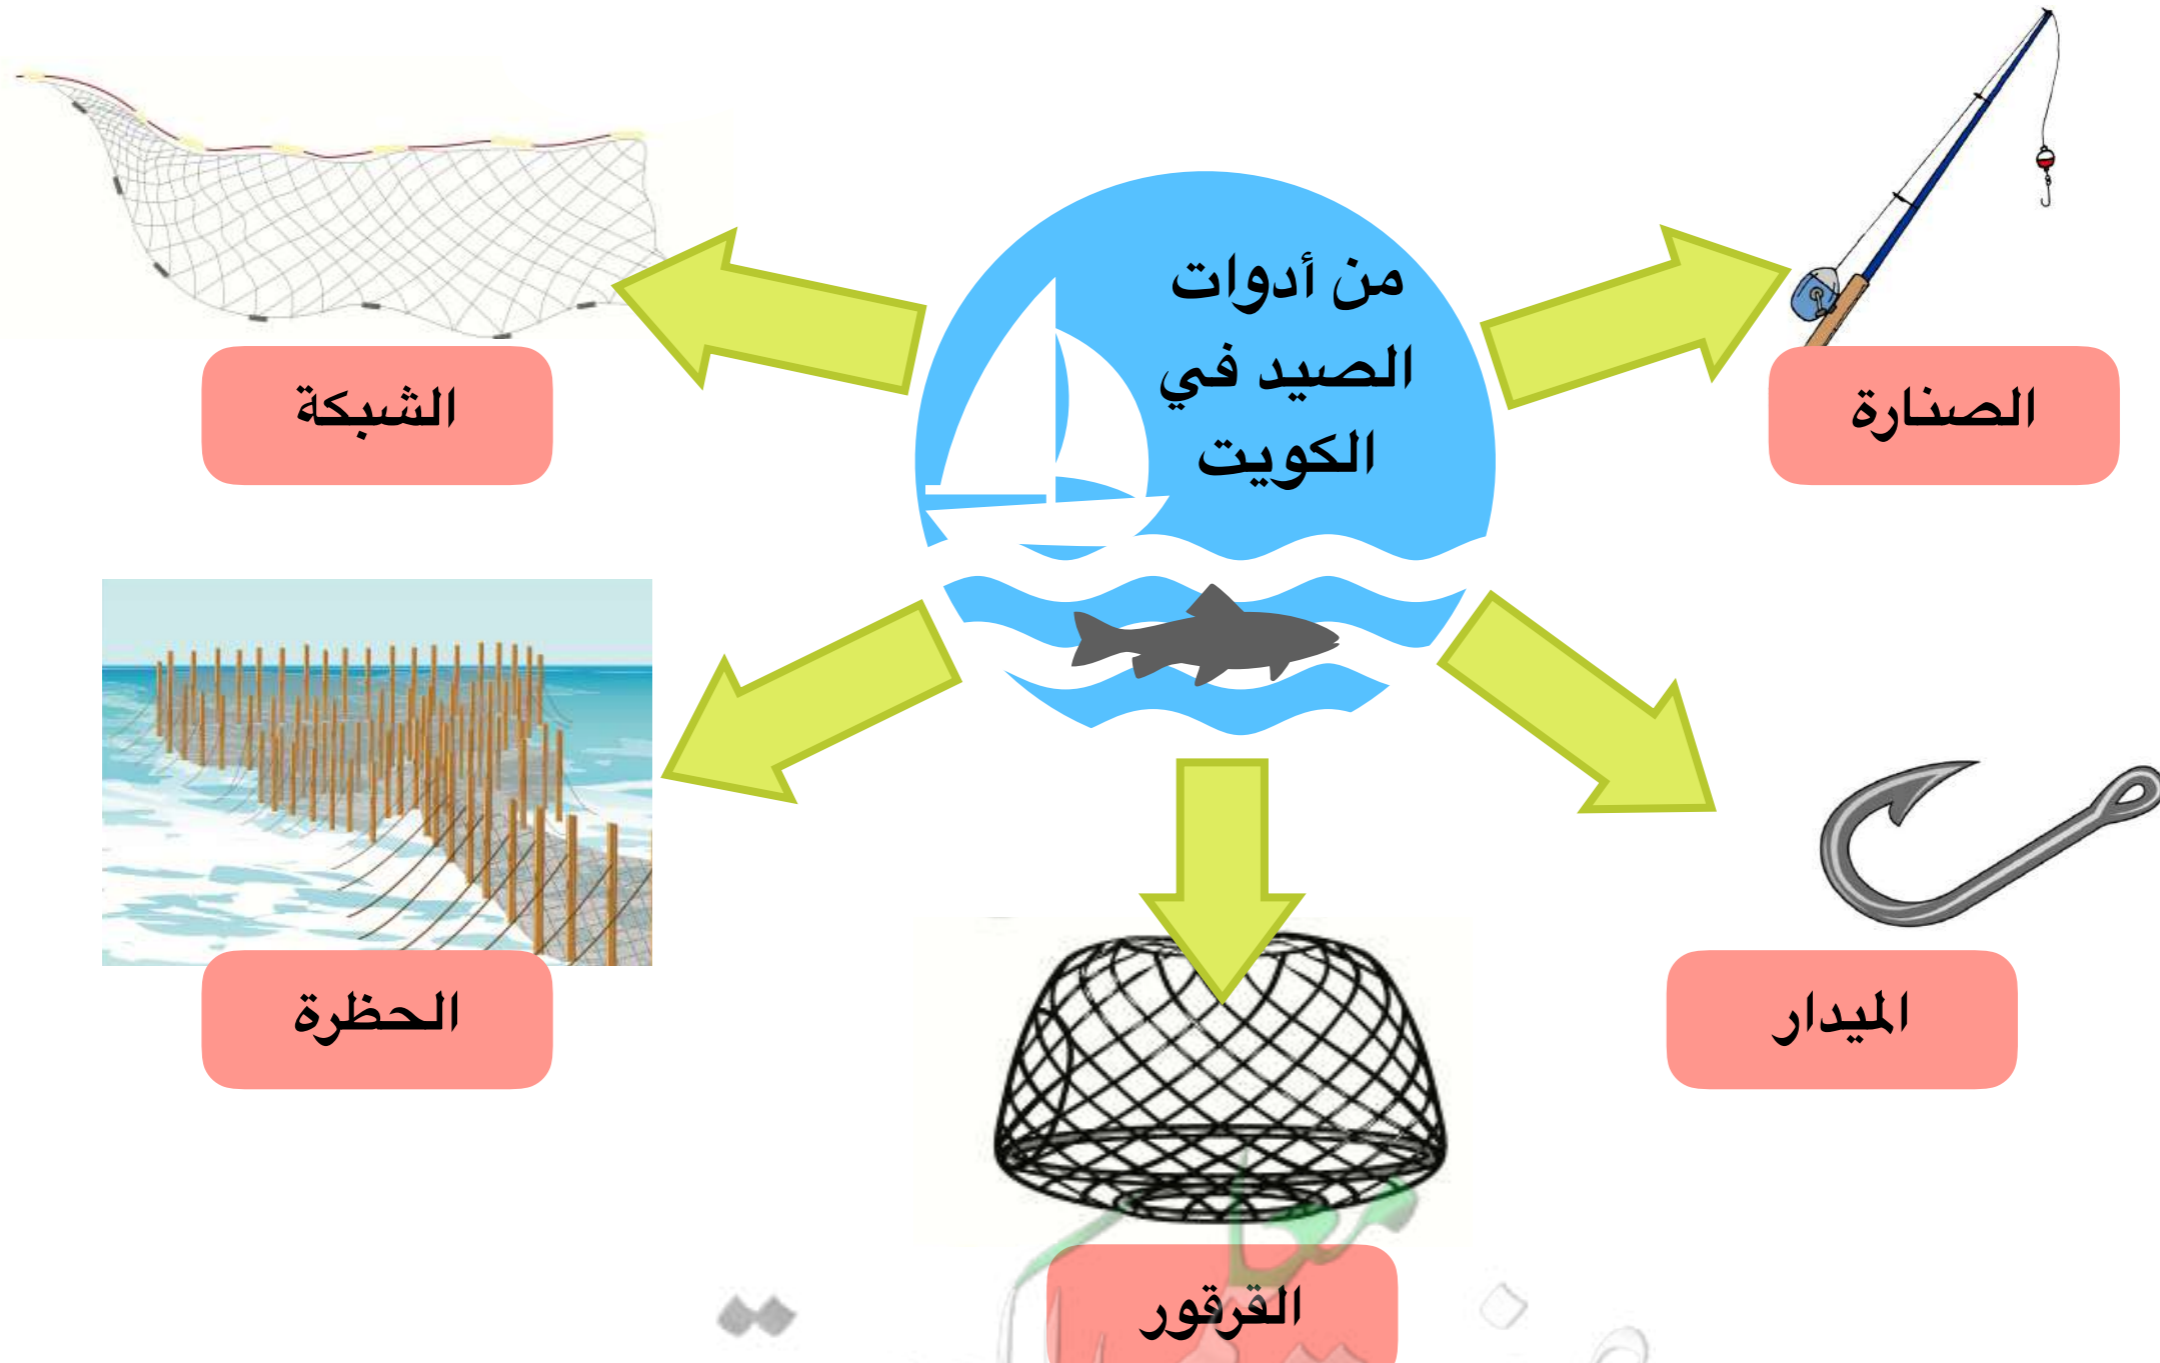 من أدوات
الصيد في
الكويت
الصنارة
الشبكة
الميدار
الحظرة
القرقور